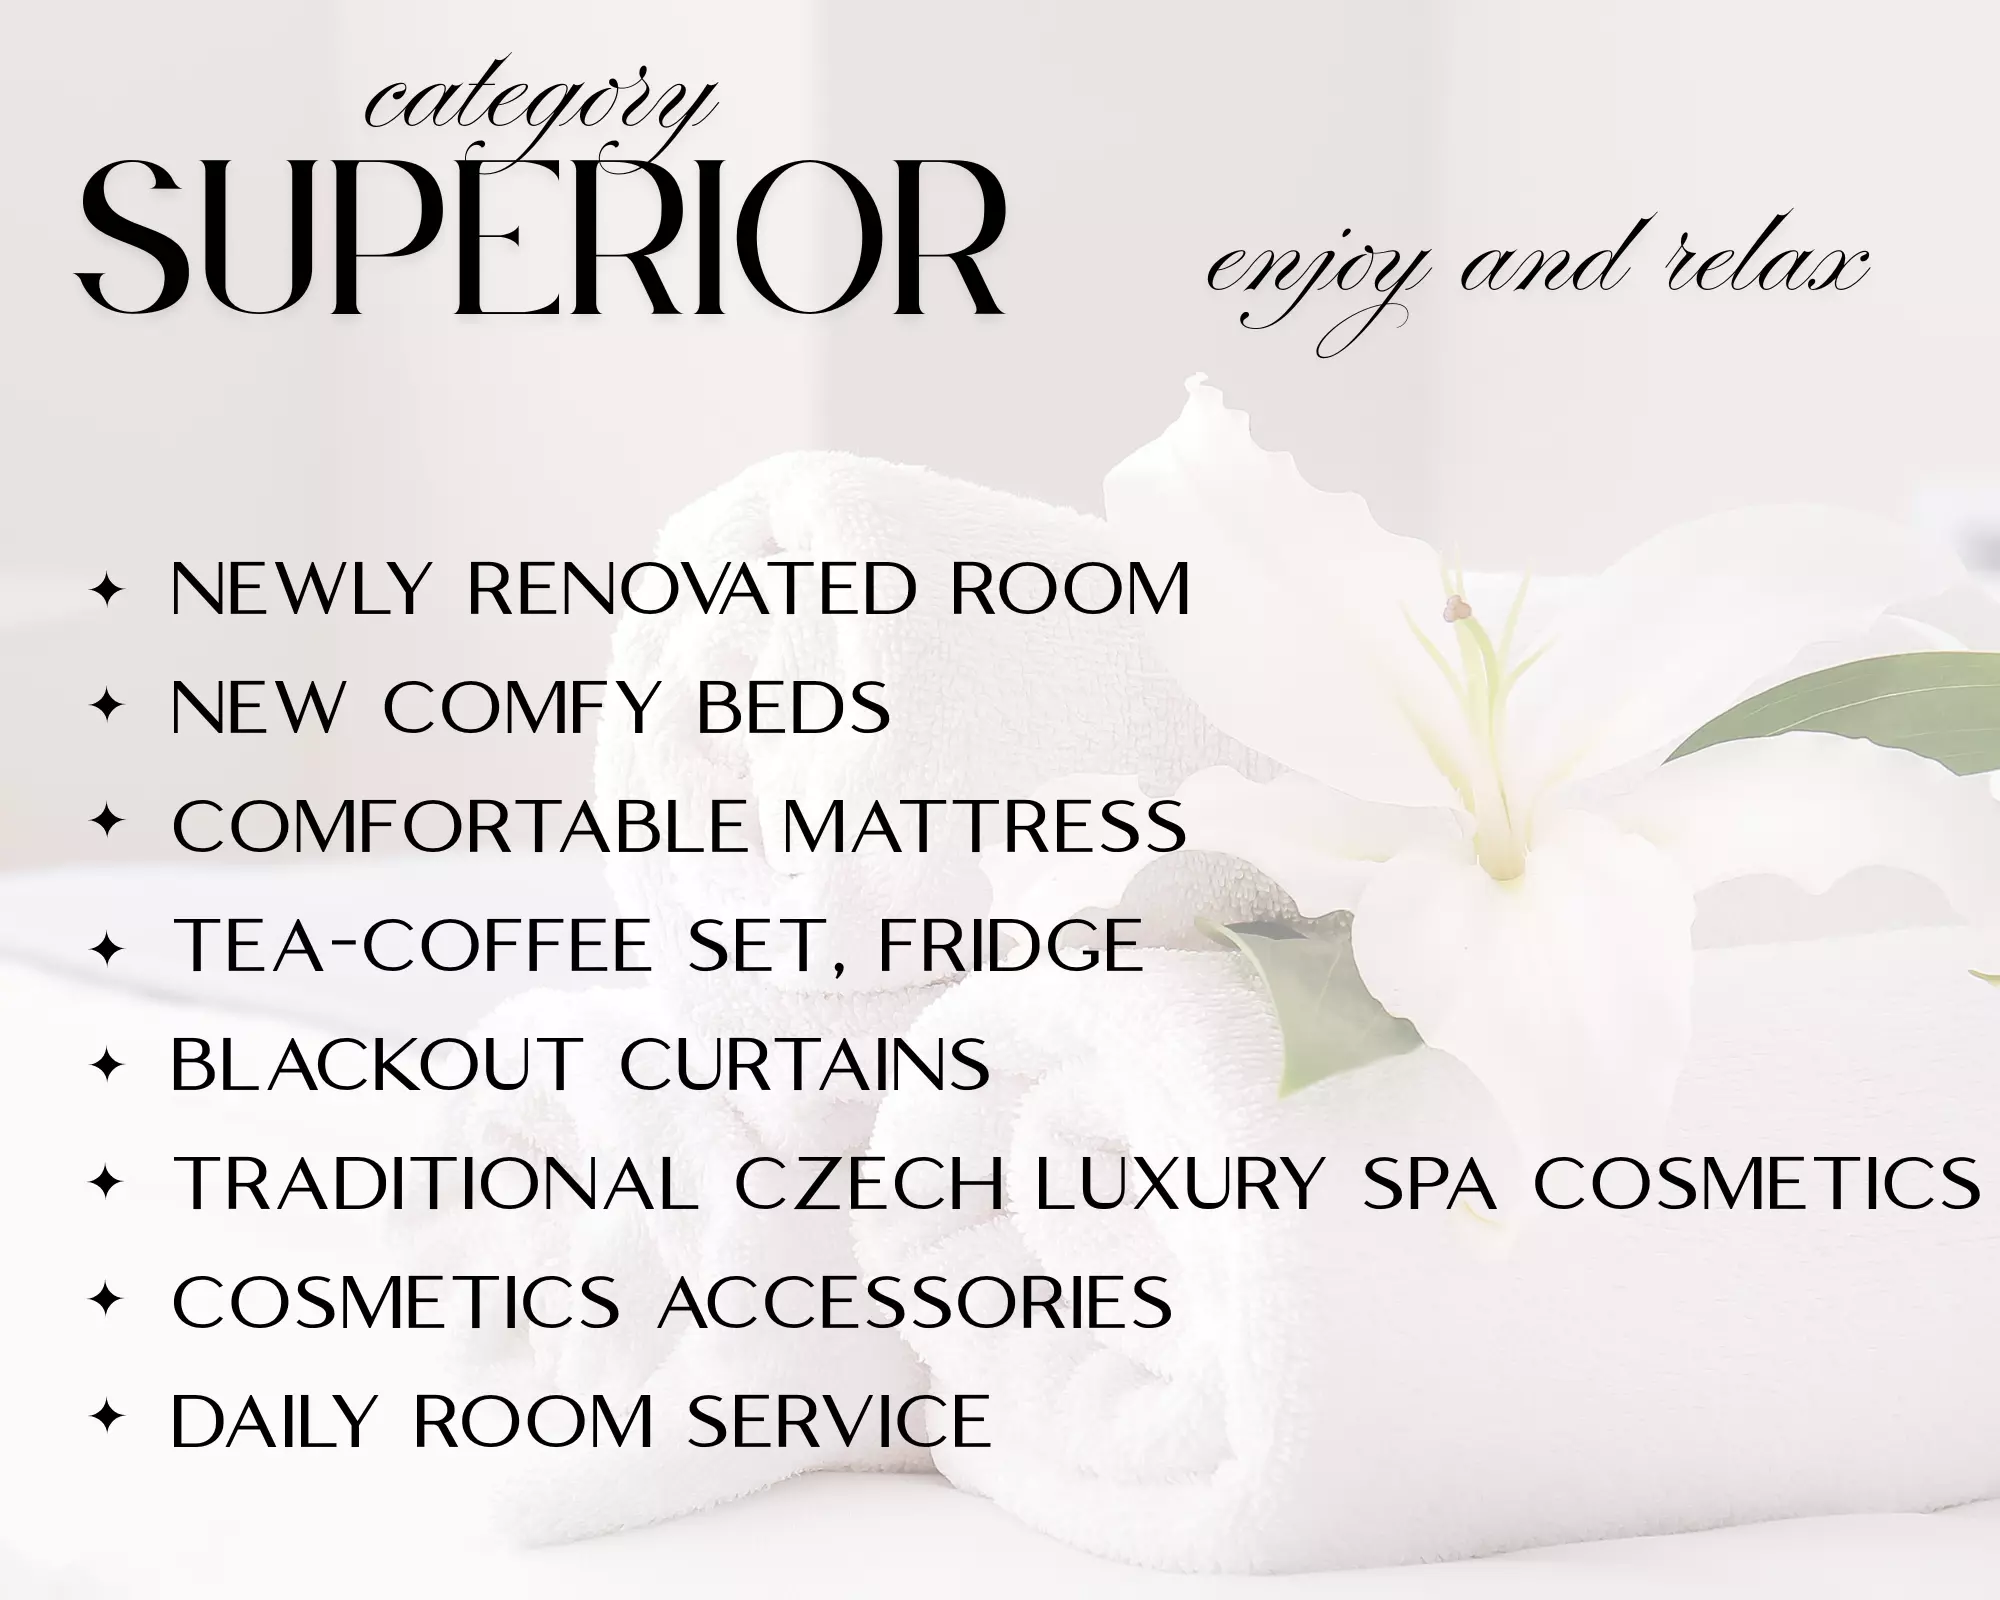 category
SUPERIOR
enjoy and relax
✦ NEWLY RENOVATED ROOM
✦ NEW COMFY BEDS
✦ COMFORTABLE MATTRESS
✦ TEA-COFFEE SET, FRIDGE
✦ BLACKOUT CURTAINS
✦ TRADITIONAL CZECH LUXURY SPA COSMETICS
✦ COSMETICS ACCESSORIES
✦ DAILY ROOM SERVICE